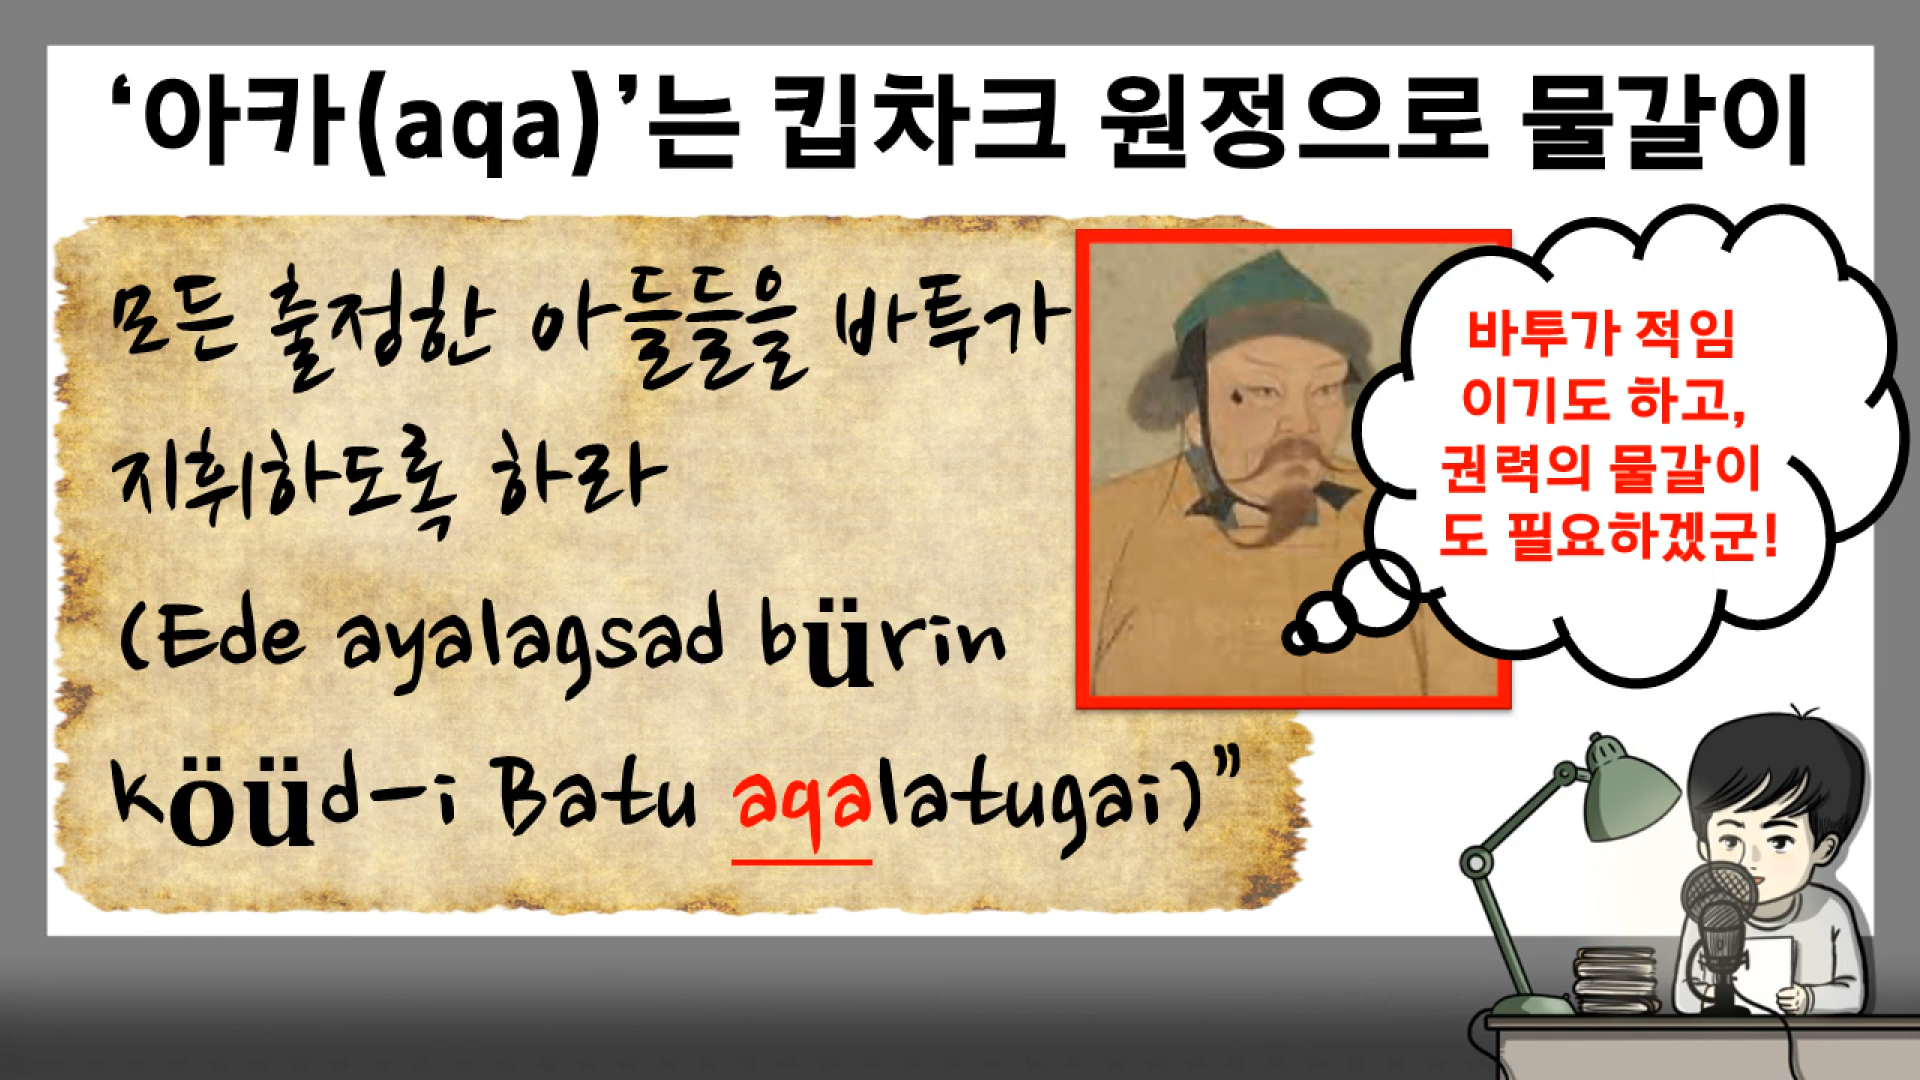 ‘아카(aqa)’는 킵차크 원정으로 물갈이
모든 출정한 아들들을 바투가
지휘하도록 하라
(Ede ayalagsad bürin
köüd-i Batu aqalatugai)”
바투가 적임
이기도 하고,
권력의 물갈이
도 필요하겠군!